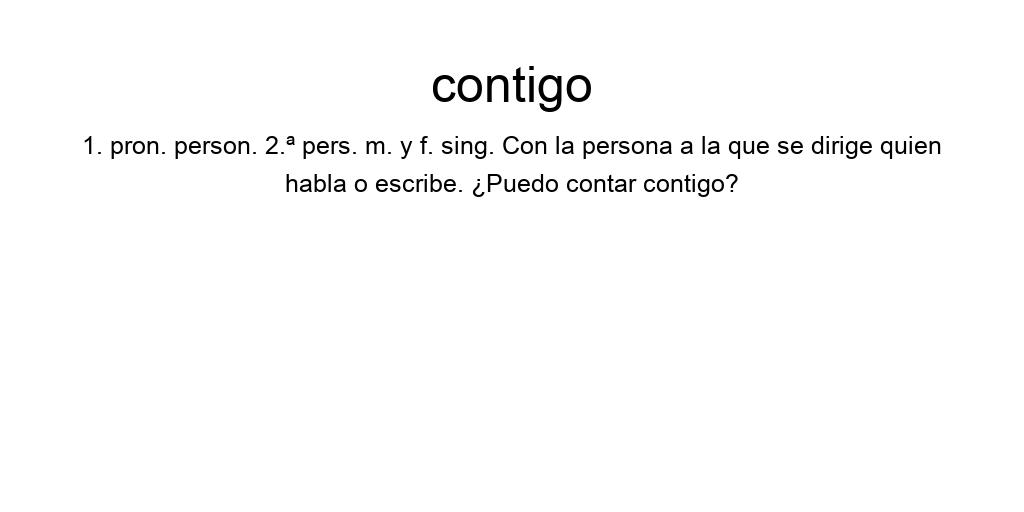 contigo
1. pron. person. 2.ª pers. m. y f. sing. Con la persona a la que se dirige quien
habla o escribe. ¿Puedo contar contigo?